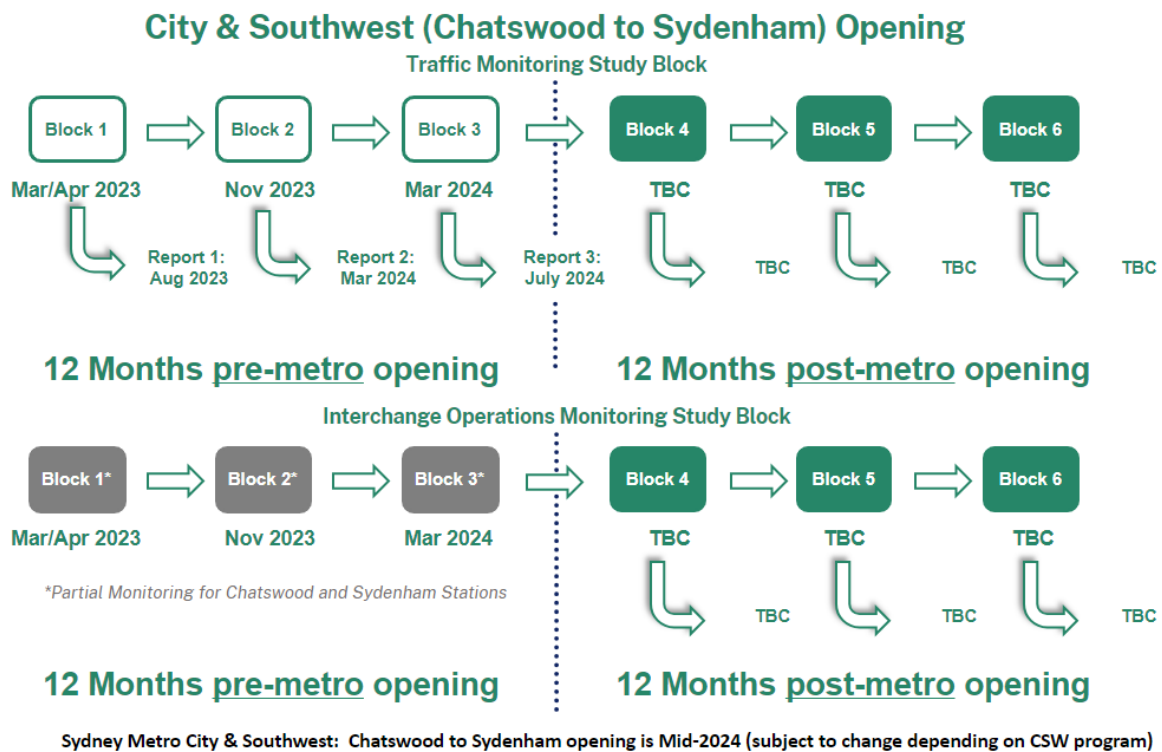 City & Southwest (Chatswood to Sydenham) Opening
Traffic Monitoring Study Block
Block 1
Block 2
Block 3
Block 4
Block 5
Block 6
Mar/Apr 2023
Nov 2023
Mar 2024
TBC
TBC
TBC
Report 1:
Aug 2023
Report 2:
Mar 2024
Report 3:
July 2024
TBC
TBC
TBC
12 Months pre-metro opening
12 Months post-metro opening
Interchange Operations Monitoring Study Block
Block 1*
Block 2*
Block 3*
Block 4
Block 5
Block 6
Mar/Apr 2023
Nov 2023
Mar 2024
TBC
TBC
TBC
*Partial Monitoring for Chatswood and Sydenham Stations
TBC
TBC
TBC
12 Months pre-metro opening
12 Months post-metro opening
Sydney Metro City & Southwest: Chatswood to Sydenham opening is Mid-2024 (subject to change depending on CSW program)